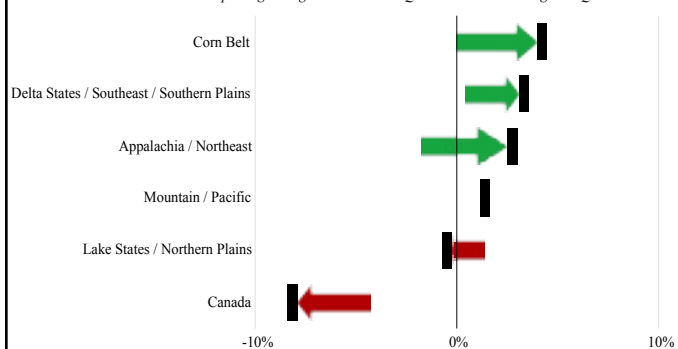 Corn Belt
Delta States / Southeast / Southern Plains
Appalachia / Northeast
Mountain / Pacific
Lake States / Northern Plains
Canada
-10% 0% 10%